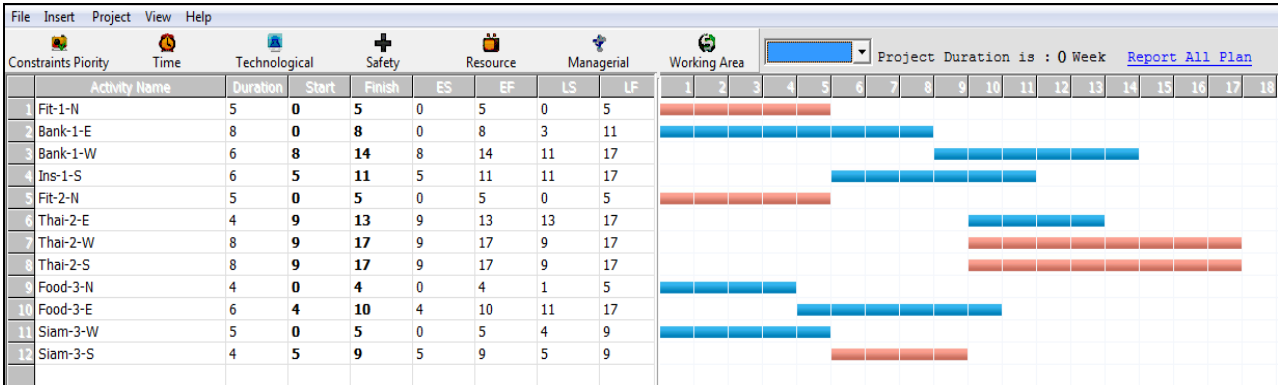 File Insert Project View Help
Constraints Piority Time Technological Safety Resource Managerial Working Area Project Duration is : 0 Week Report All Plan
Activity Name Duration Start Finish ES EF LS LF 1 2 3 4 5 6 7 8 9 10 11 12 13 14 15 16 17 18
1 Fit-1-N 5 0 5 0 5 0 5
2 Bank-1-E 8 0 8 0 8 3 11
3 Bank-1-W 6 8 14 8 14 11 17
4 Ins-1-S 6 5 11 5 11 11 17
5 Fit-2-N 5 0 5 0 5 0 5
6 Thai-2-E 4 9 13 9 13 13 17
7 Thai-2-W 8 9 17 9 17 9 17
8 Thai-2-S 8 9 17 9 17 9 17
9 Food-3-N 4 0 4 0 4 1 5
10 Food-3-E 6 4 10 4 10 11 17
11 Siam-3-W 5 0 5 0 5 4 9
12 Siam-3-S 4 5 9 5 9 5 9